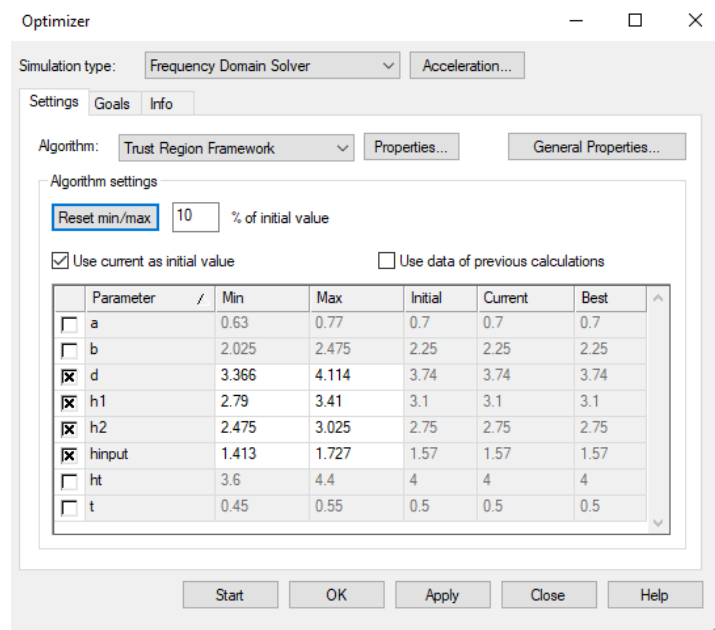 Optimizer
Simulation type: Frequency Domain Solver Acceleration...
Settings Goals Info
Algorithm: Trust Region Framework Properties... General Properties...
Algorithm settings
Reset min/max 10 % of initial value
Use current as initial value Use data of previous calculations
Parameter / Min Max Initial Current Best
a 0.63 0.77 0.7 0.7 0.7
b 2.025 2.475 2.25 2.25 2.25
d 3.366 4.114 3.74 3.74 3.74
h1 2.79 3.41 3.1 3.1 3.1
h2 2.475 3.025 2.75 2.75 2.75
hinput 1.413 1.727 1.57 1.57 1.57
ht 3.6 4.4 4 4 4
t 0.45 0.55 0.5 0.5 0.5
Start OK Apply Close Help